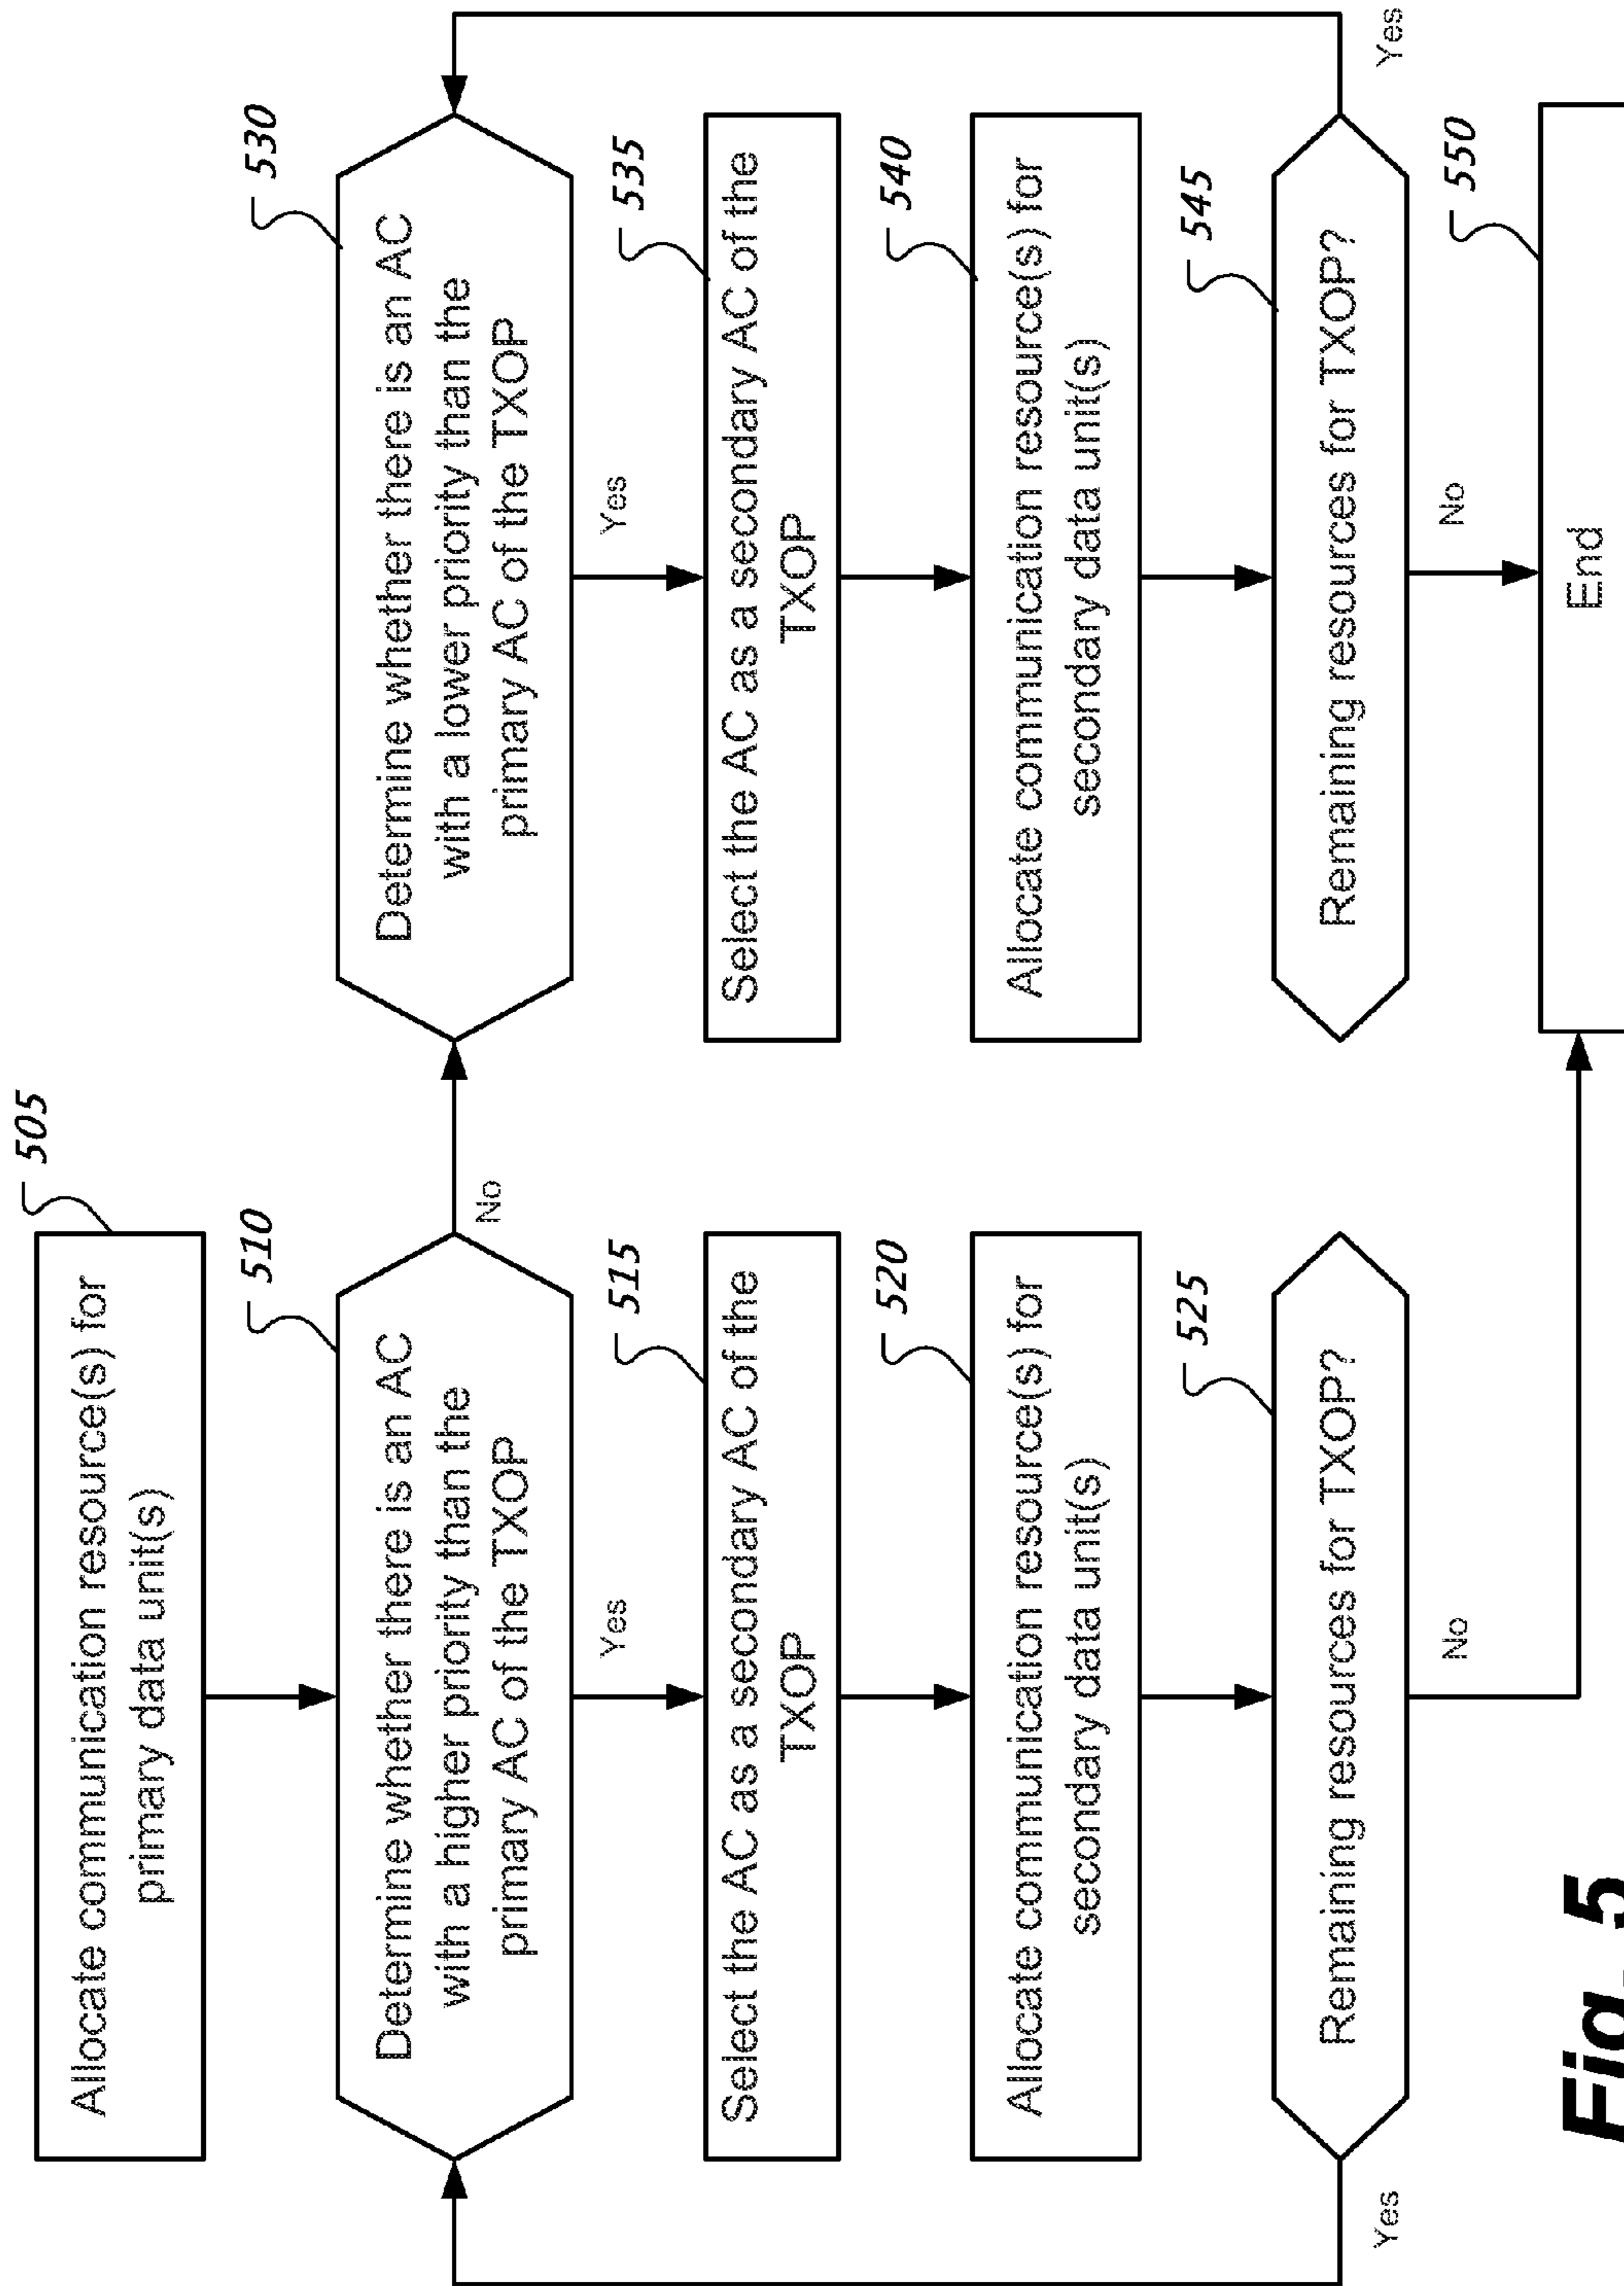 505
Allocate communication resource(s) for
primary data unit(s)
510
Determine whether there is an AC
with a higher priority than the
primary AC of the TXOP
No
Yes
515
Select the AC as a secondary AC of the
TXOP
520
Allocate communication resource(s) for
secondary data unit(s)
525
Remaining resources for TXOP?
Yes
No
530
Determine whether there is an AC
with a lower priority than the
primary AC of the TXOP
Yes
535
Select the AC as a secondary AC of the
TXOP
540
Allocate communication resource(s) for
secondary data unit(s)
545
Remaining resources for TXOP?
Yes
No
550
End
Fig. 5